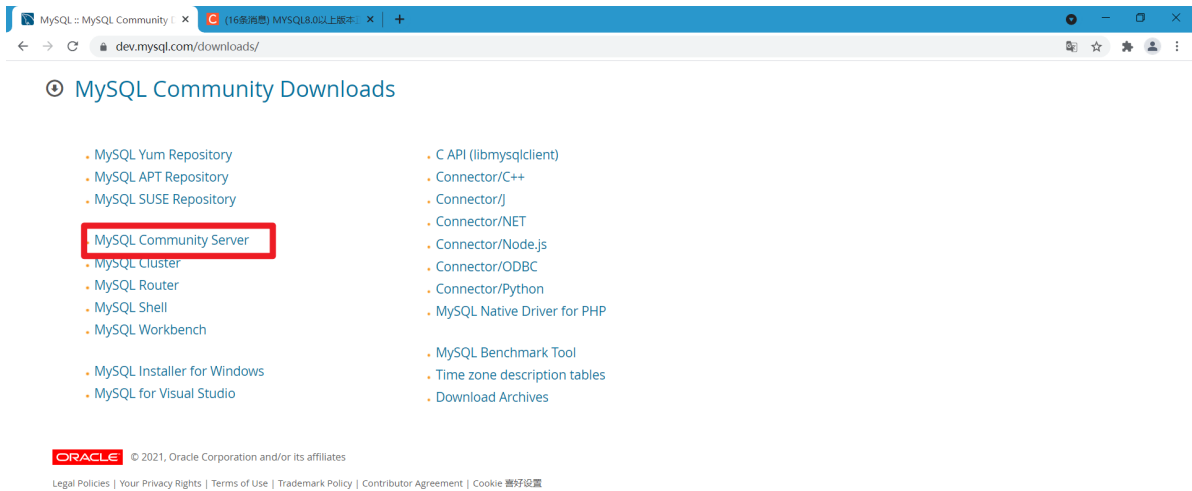 MySQL :: MySQL Community
(16条消息) MYSQL8.0以上版本
dev.mysql.com/downloads/
MySQL Community Downloads
MySQL Yum Repository
MySQL APT Repository
MySQL SUSE Repository
MySQL Community Server
MySQL Cluster
MySQL Router
MySQL Shell
MySQL Workbench
MySQL Installer for Windows
MySQL for Visual Studio
C API (libmysqlclient)
Connector/C++
Connector/J
Connector/NET
Connector/Node.js
Connector/ODBC
Connector/Python
MySQL Native Driver for PHP
MySQL Benchmark Tool
Time zone description tables
Download Archives
ORACLE © 2021, Oracle Corporation and/or its affiliates
Legal Policies | Your Privacy Rights | Terms of Use | Trademark Policy | Contributor Agreement | Cookie 喜好设置